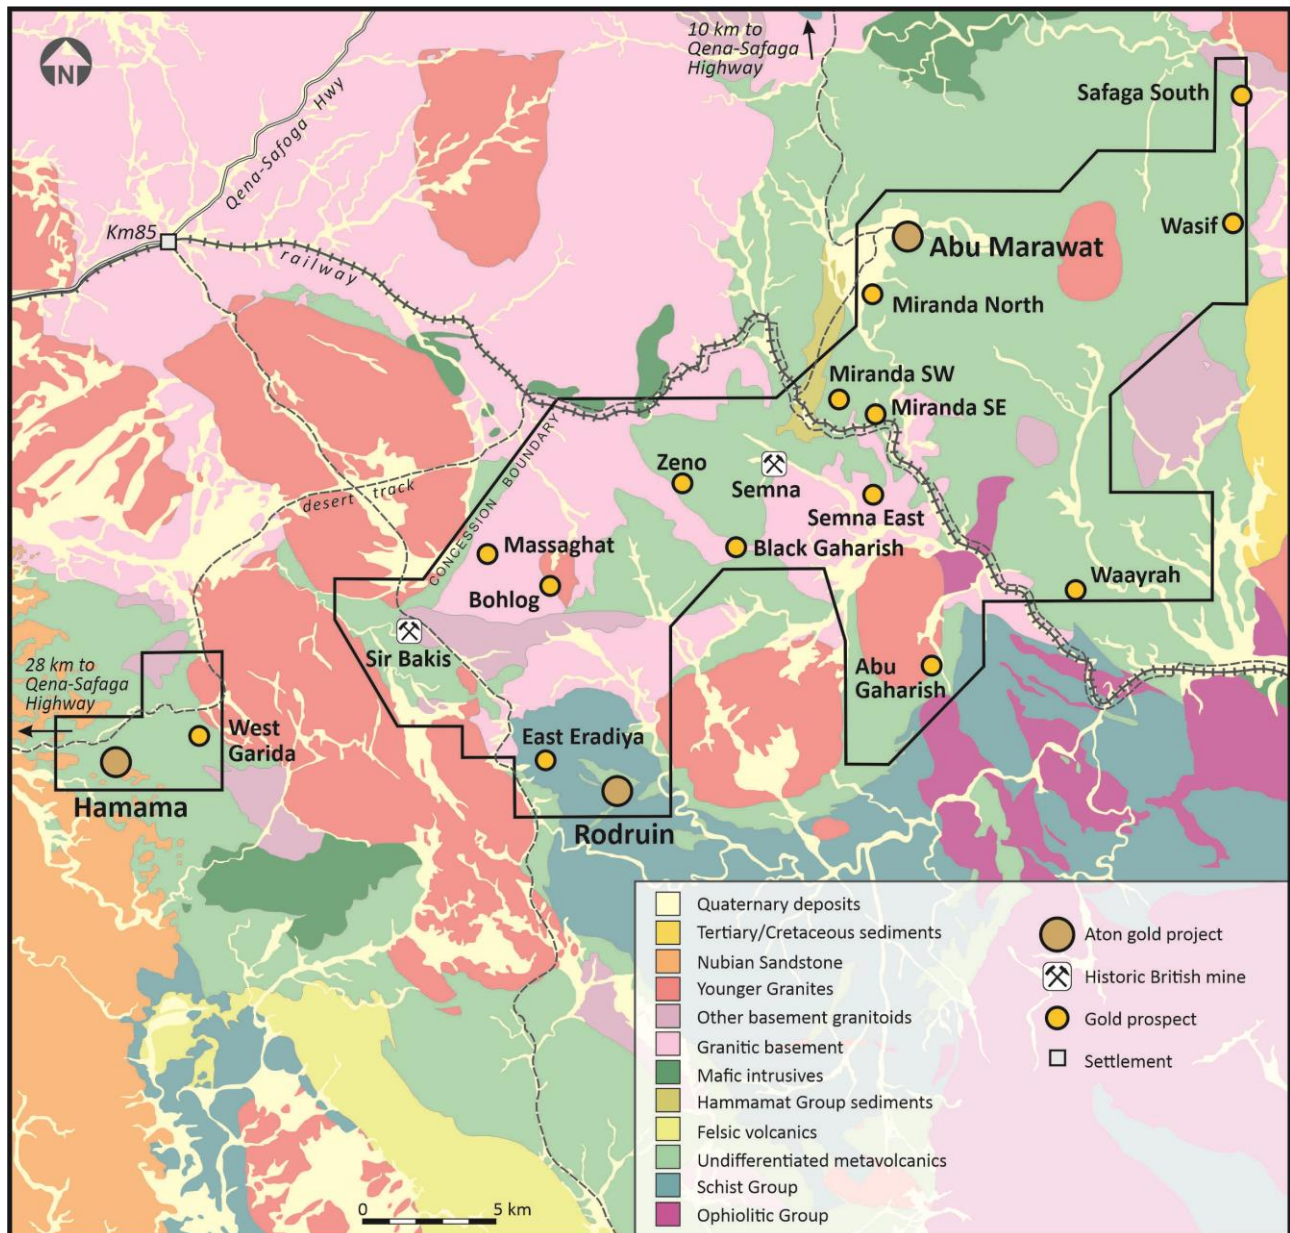 N
10 km to
Qena-Safaga
Highway
Qena-Safoga Hwy
Km85
railway
Safaga South
Wasif
Abu Marawat
Miranda North
Miranda SW
Miranda SE
CONCESSION BOUNDARY
desert track
Zeno
Semna
Semna East
Massaghat
Black Gaharish
Bohlog
Waayrah
Sir Bakis
Abu
Gaharish
28 km to
Qena-Safaga
Highway
West
Garida
East Eradiya
Hamama
Rodruin
Quaternary deposits
Tertiary/Cretaceous sediments
Nubian Sandstone
Younger Granites
Other basement granitoids
Granitic basement
Mafic intrusives
Hammamat Group sediments
Felsic volcanics
Undifferentiated metavolcanics
Schist Group
Ophiolitic Group
Aton gold project
Historic British mine
Gold prospect
Settlement
0 5 km